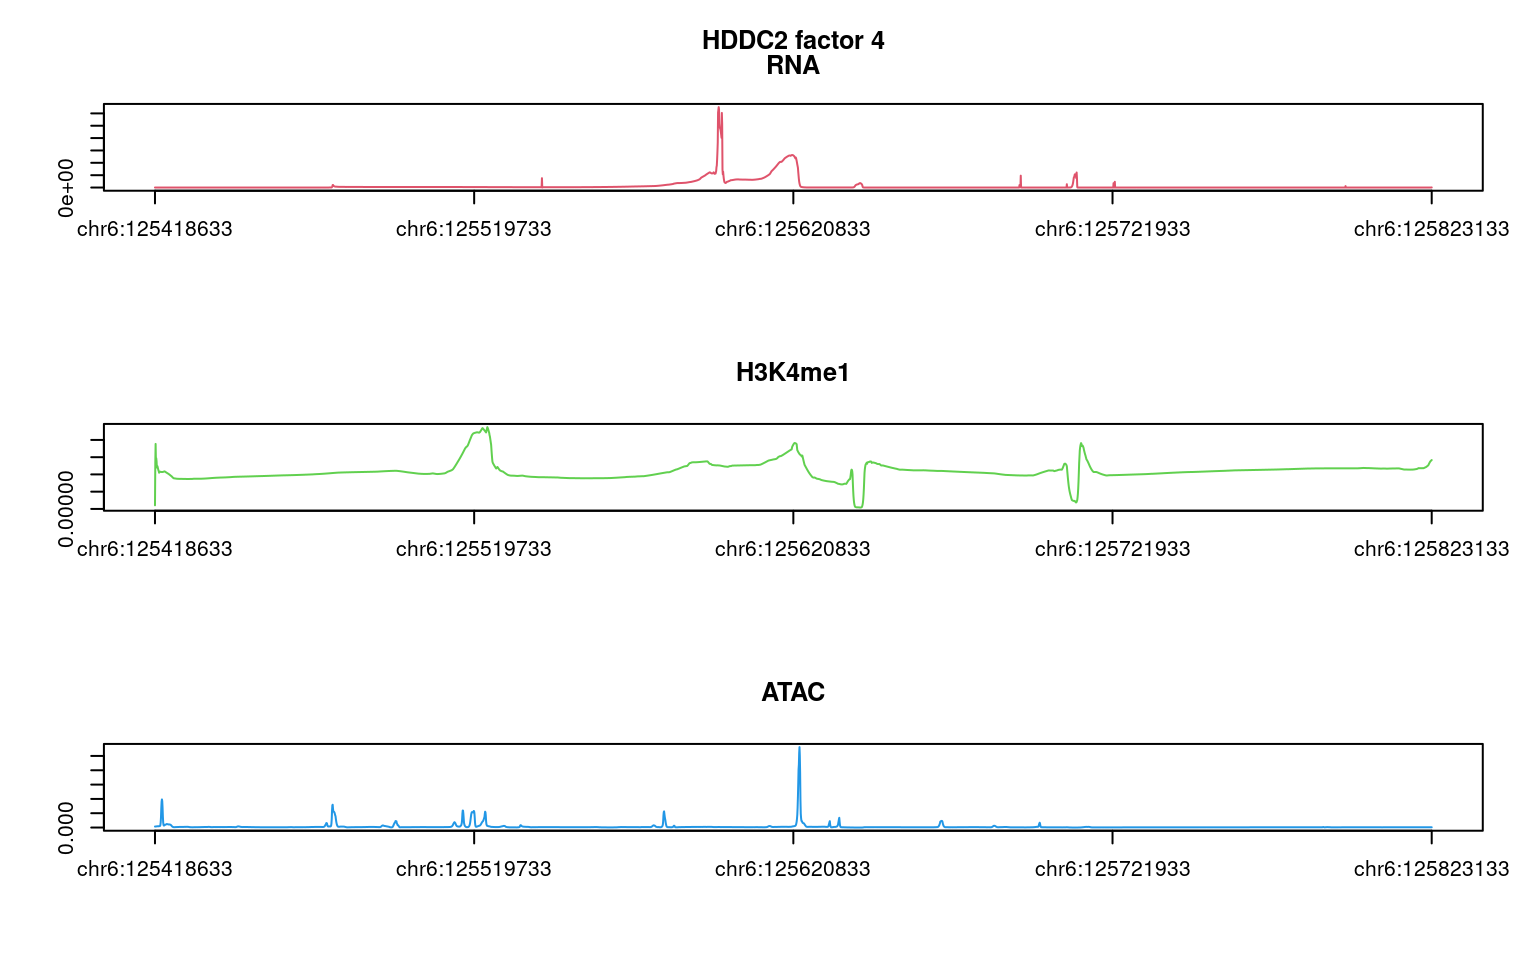 HDDC2 factor 4
RNA
0e+00
chr6:125418633 chr6:125519733 chr6:125620833 chr6:125721933 chr6:125823133
H3K4me1
0.00000
chr6:125418633 chr6:125519733 chr6:125620833 chr6:125721933 chr6:125823133
ATAC
0.000
chr6:125418633 chr6:125519733 chr6:125620833 chr6:125721933 chr6:125823133